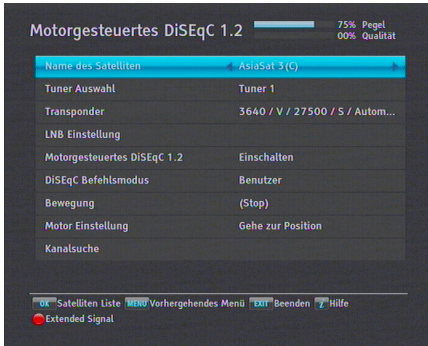 Motorgesteuertes DiSEqC 1.2
75% Pegel
00% Qualität
Name des Satelliten AsiaSat 3(C)
Tuner Auswahl Tuner 1
Transponder 3640 / V / 27500 / S / Autom...
LNB Einstellung
Motorgesteuertes DiSEqC 1.2 Einschalten
DiSEqC Befehlsmodus Benutzer
Bewegung (Stop)
Motor Einstellung Gehe zur Position
Kanalsuche
OK Satelliten Liste MENU Vorhergehendes Menü EXIT Beenden 2 Hilfe
Extended Signal